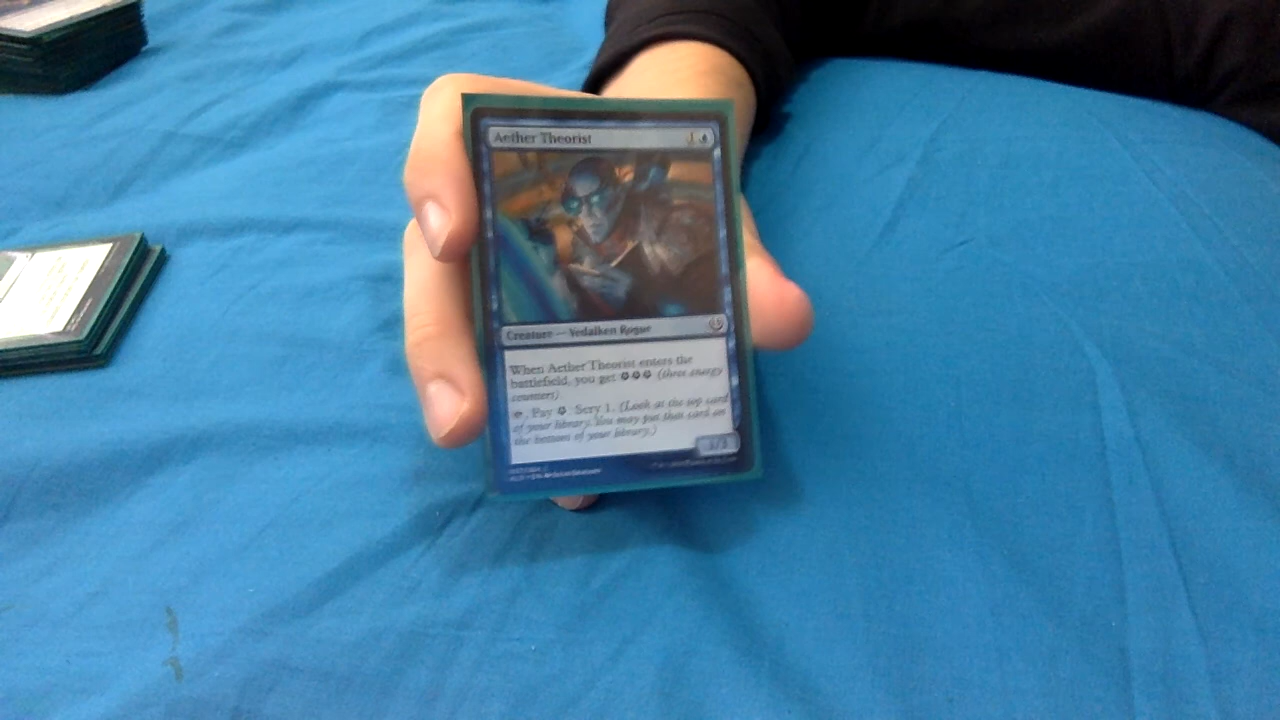 Aether Theorist 1
Creature — Vedalken Rogue
When Aether Theorist enters the
battlefield, you get (three energy
counters)
, Pay : Scry 1. (Look at the top card
of your library. You may put that card on
the bottom of your library.)